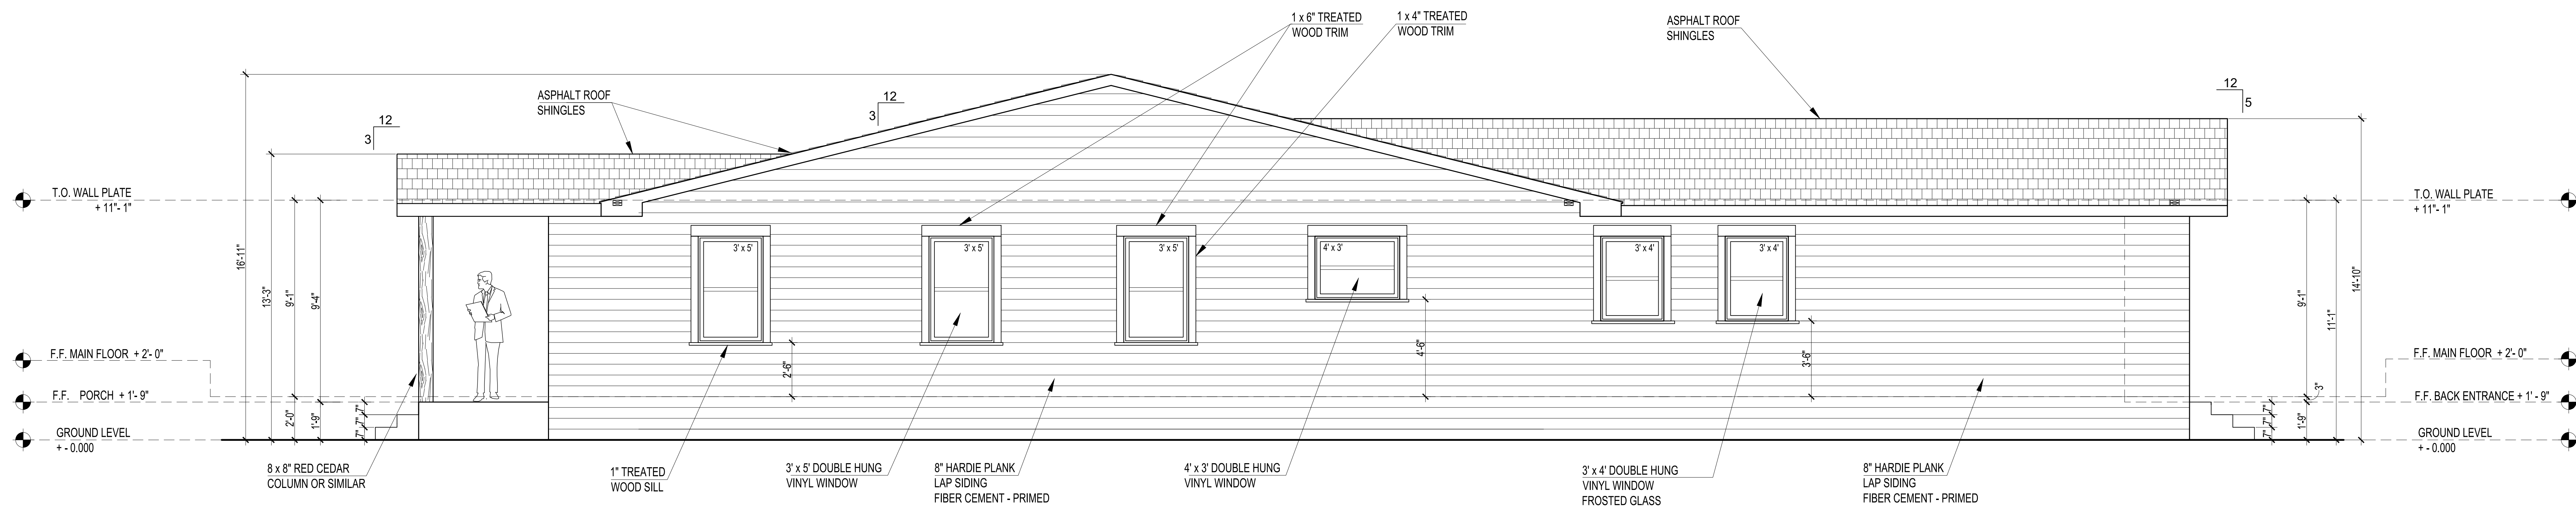 1 x 6" TREATED
WOOD TRIM
1 x 4" TREATED
WOOD TRIM
ASPHALT ROOF
SHINGLES
ASPHALT ROOF
SHINGLES
12
3
12
3
12
5
T.O. WALL PLATE
+ 11"- 1"
T.O. WALL PLATE
+ 11"- 1"
16'-11"
13'-3"
9'-1"
9'-4"
3' x 5'
3' x 5'
3' x 5'
4' x 3'
3' x 4'
3' x 4'
14'-10"
9'-1"
11'-1"
F.F. MAIN FLOOR + 2'- 0"
F.F. MAIN FLOOR + 2'- 0"
2'-6"
4'-6"
3'-6"
3"
F.F. PORCH + 1'- 9"
F.F. BACK ENTRANCE + 1' - 9"
2'-0"
1'-9"
7"
7"
7"
7"
7"
7"
1'-9"
GROUND LEVEL
+ - 0.000
GROUND LEVEL
+ - 0.000
8 x 8" RED CEDAR
COLUMN OR SIMILAR
1" TREATED
WOOD SILL
3' x 5' DOUBLE HUNG
VINYL WINDOW
8" HARDIE PLANK
LAP SIDING
FIBER CEMENT - PRIMED
4' x 3' DOUBLE HUNG
VINYL WINDOW
3' x 4' DOUBLE HUNG
VINYL WINDOW
FROSTED GLASS
8" HARDIE PLANK
LAP SIDING
FIBER CEMENT - PRIMED